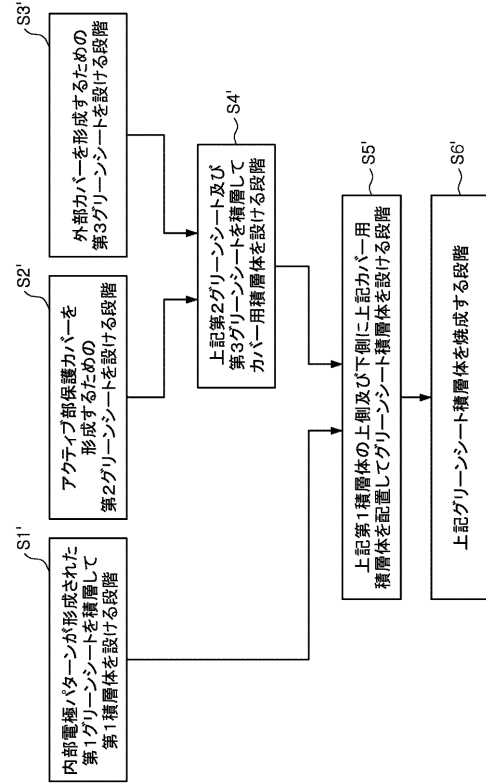 S1'
内部電極パターンが形成された
第1グリーンシートを積層して
第1積層体を設ける段階
S2'
アクティブ部保護カバーを
形成するための
第2グリーンシートを設ける段階
S3'
外部カバーを形成するための
第3グリーンシートを設ける段階
S4'
上記第2グリーンシート及び
第3グリーンシートを積層して
カバー用積層体を設ける段階
S5'
上記第1積層体の上側及び下側に上記カバー用
積層体を配置してグリーンシート積層体を設ける段階
S6'
上記グリーンシート積層体を焼成する段階